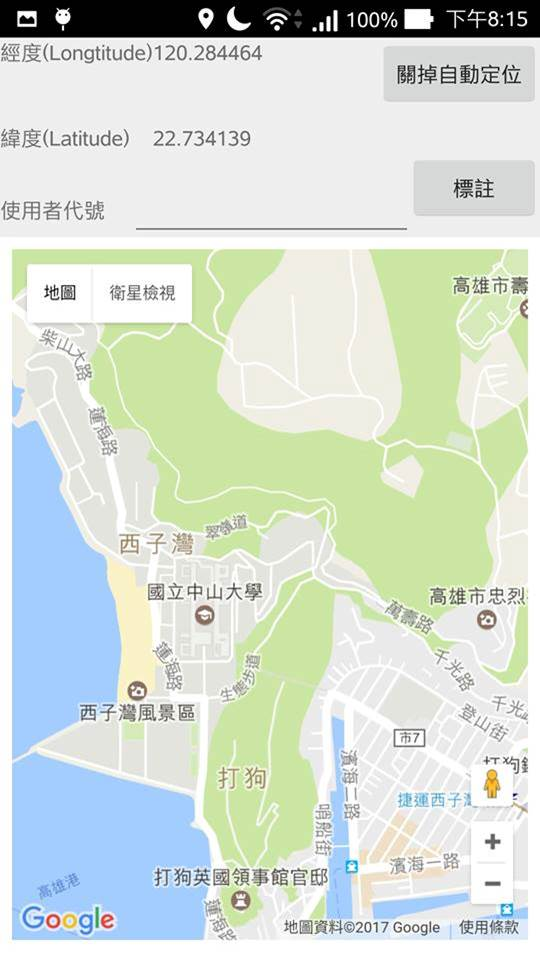 100% 下午8:15
經度(Longtitude)120.284464
關掉自動定位
緯度(Latitude) 22.734139
標註
使用者代號
地圖 衛星檢視
高雄市壽
柴山大路
蓮海路
翠嶺道
西子灣
國立中山大學
高雄市忠烈
萬壽路
蓮海路
生態步道
千光路
千光路
西子灣風景區
登山街
市7
打狗
打狗鐵
捷運西子灣
濱海二路
哨船街
濱海一路
打狗英國領事館官邸
高雄港
蓮海路
Google
地圖資料©2017 Google 使用條款